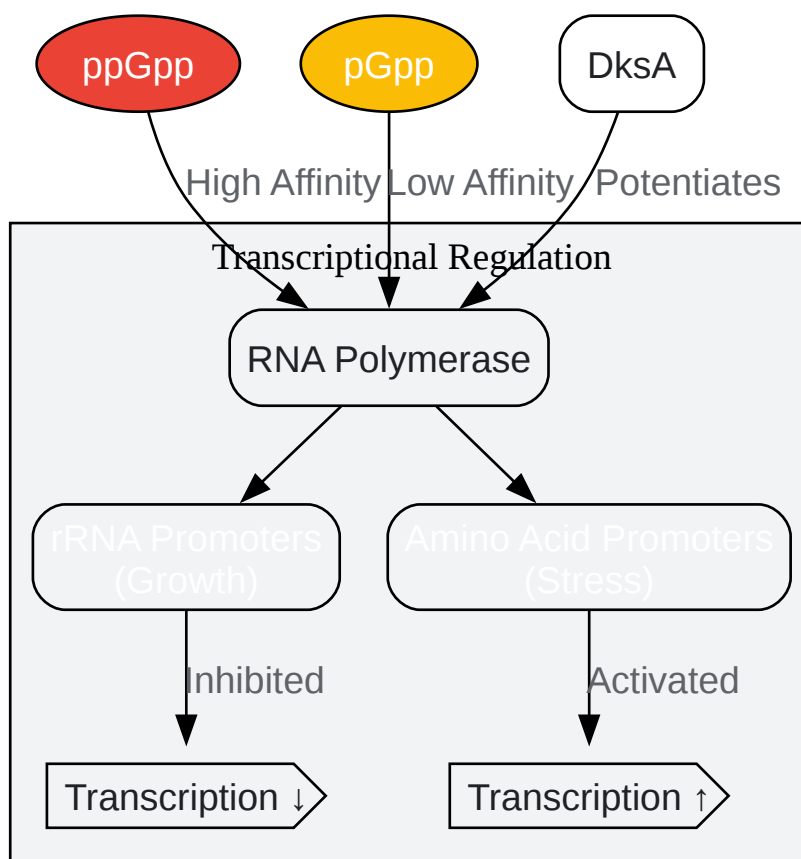 ppGpp
pGpp
DksA
High Affinity
Low Affinity
Potentiates
Transcriptional Regulation
RNA Polymerase
rRNA Promoters
(Growth)
Amino Acid Promoters
(Stress)
Inhibited
Activated
Transcription ↓
Transcription ↑